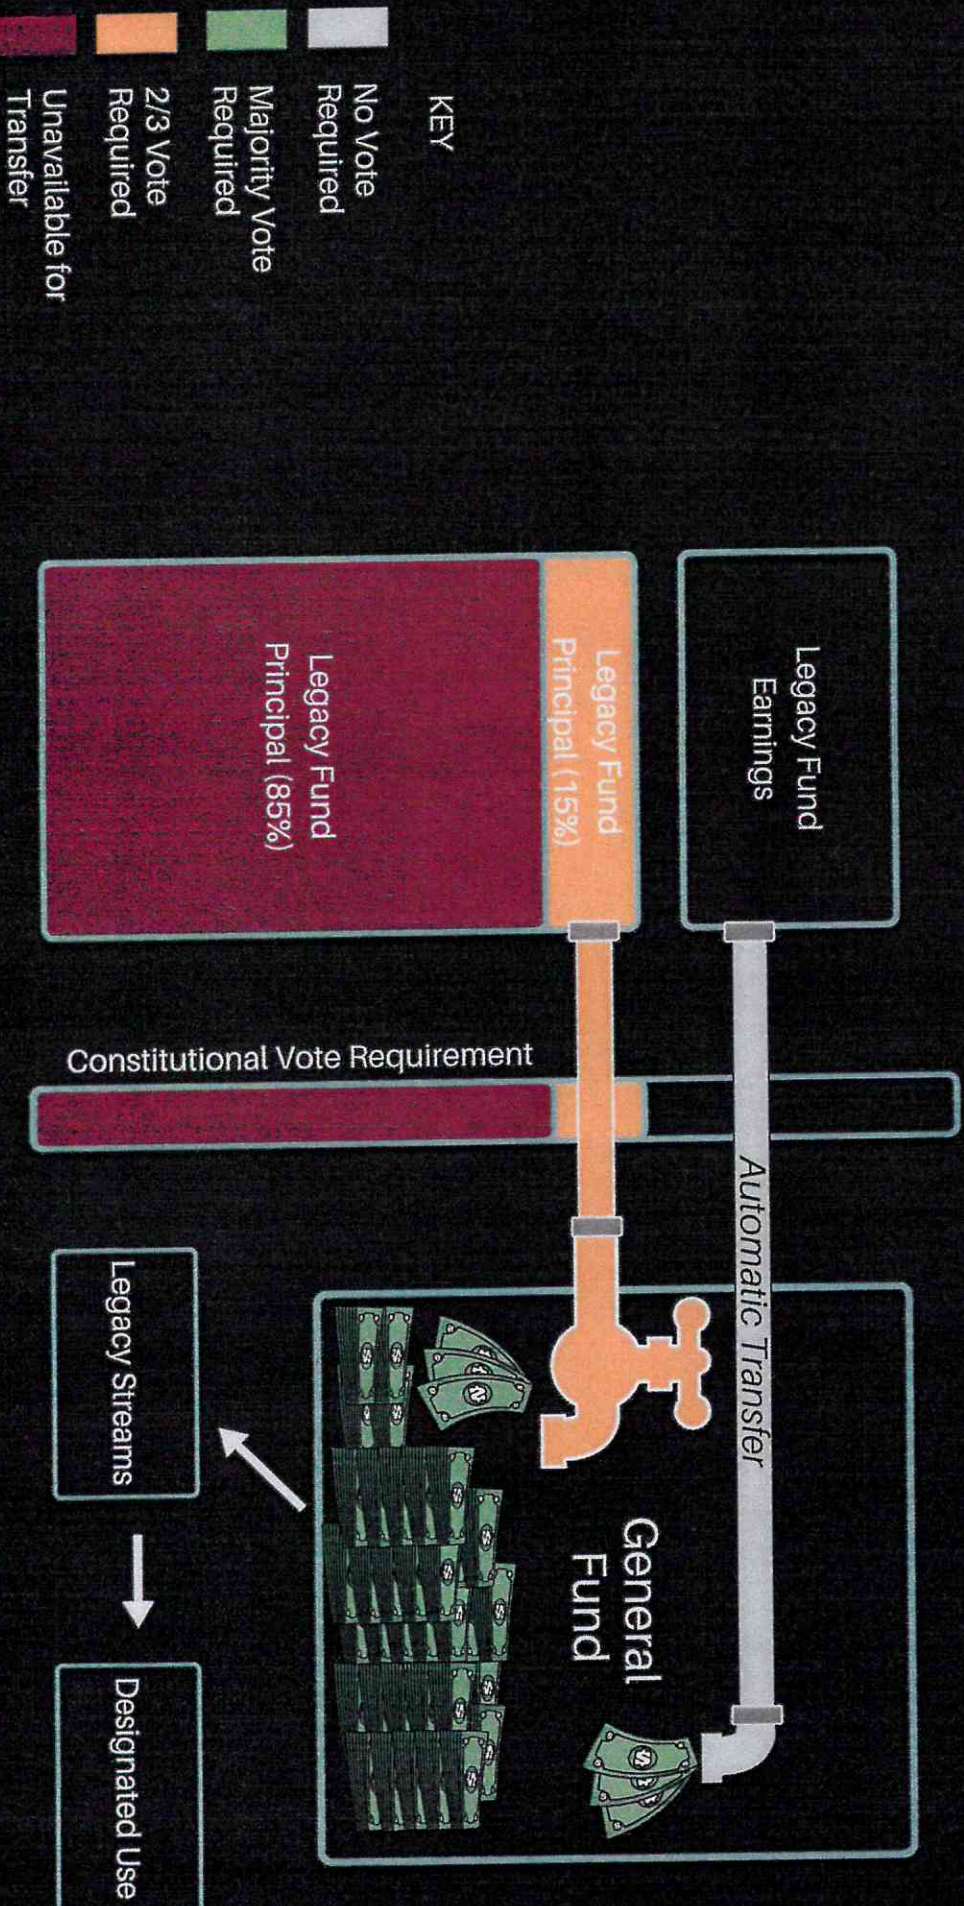 KEY
No Vote
Required
Majority Vote
Required
2/3 Vote
Required
Unavailable for
Transfer
Legacy Fund
Earnings
Legacy Fund
Principal (15%)
Legacy Fund
Principal (85%)
Constitutional Vote Requirement
Automatic Transfer
General
Fund
Legacy Streams
Designated Use